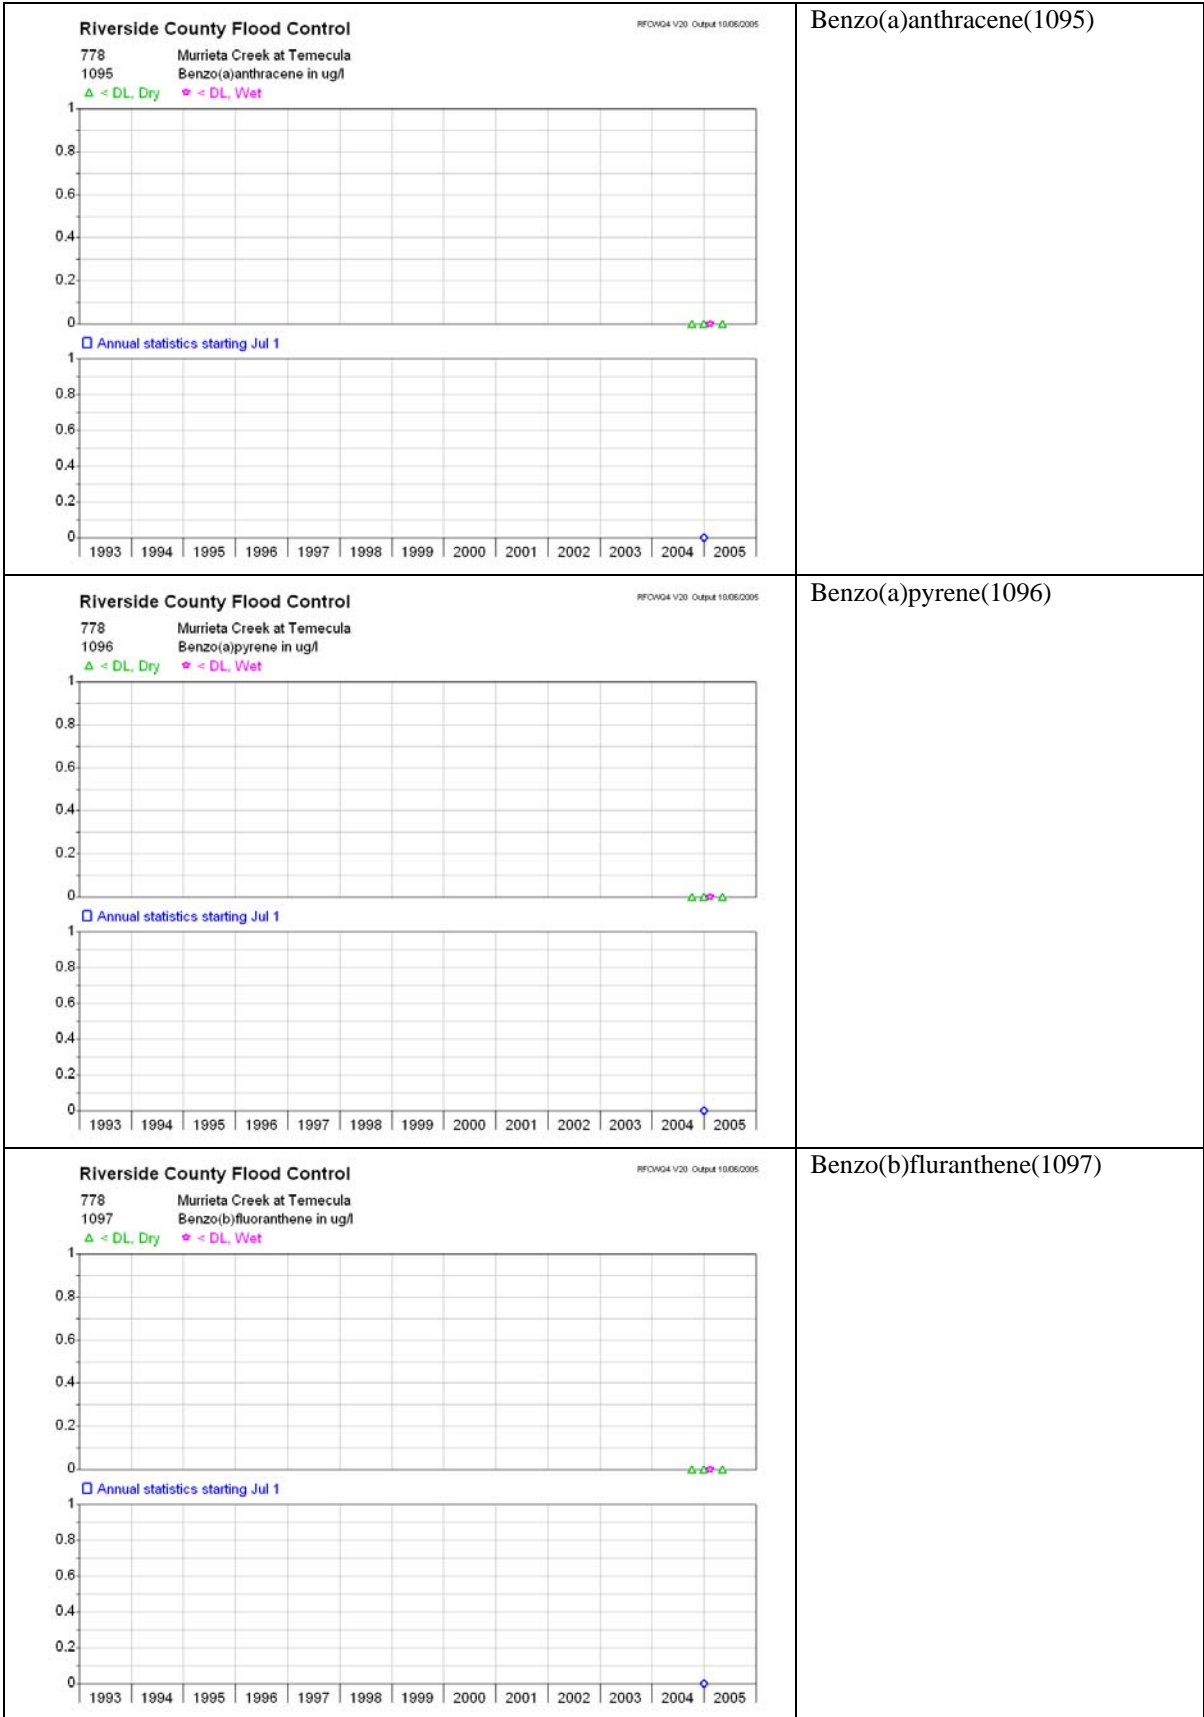 Riverside County Flood Control
RFCWQ4 V20 Output 10/06/2005
778 Murrieta Creek at Temecula
1095 Benzo(a)anthracene in ug/l
< DL, Dry < DL, Wet
1
0.8
0.6
0.4
0.2
0
Annual statistics starting Jul 1
1
0.8
0.6
0.4
0.2
0
1993 1994 1995 1996 1997 1998 1999 2000 2001 2002 2003 2004 2005
Benzo(a)anthracene(1095)
Riverside County Flood Control
RFCWQ4 V20 Output 10/06/2005
778 Murrieta Creek at Temecula
1096 Benzo(a)pyrene in ug/l
< DL, Dry < DL, Wet
1
0.8
0.6
0.4
0.2
0
Annual statistics starting Jul 1
1
0.8
0.6
0.4
0.2
0
1993 1994 1995 1996 1997 1998 1999 2000 2001 2002 2003 2004 2005
Benzo(a)pyrene(1096)
Riverside County Flood Control
RFCWQ4 V20 Output 10/06/2005
778 Murrieta Creek at Temecula
1097 Benzo(b)fluoranthene in ug/l
< DL, Dry < DL, Wet
1
0.8
0.6
0.4
0.2
0
Annual statistics starting Jul 1
1
0.8
0.6
0.4
0.2
0
1993 1994 1995 1996 1997 1998 1999 2000 2001 2002 2003 2004 2005
Benzo(b)fluranthene(1097)